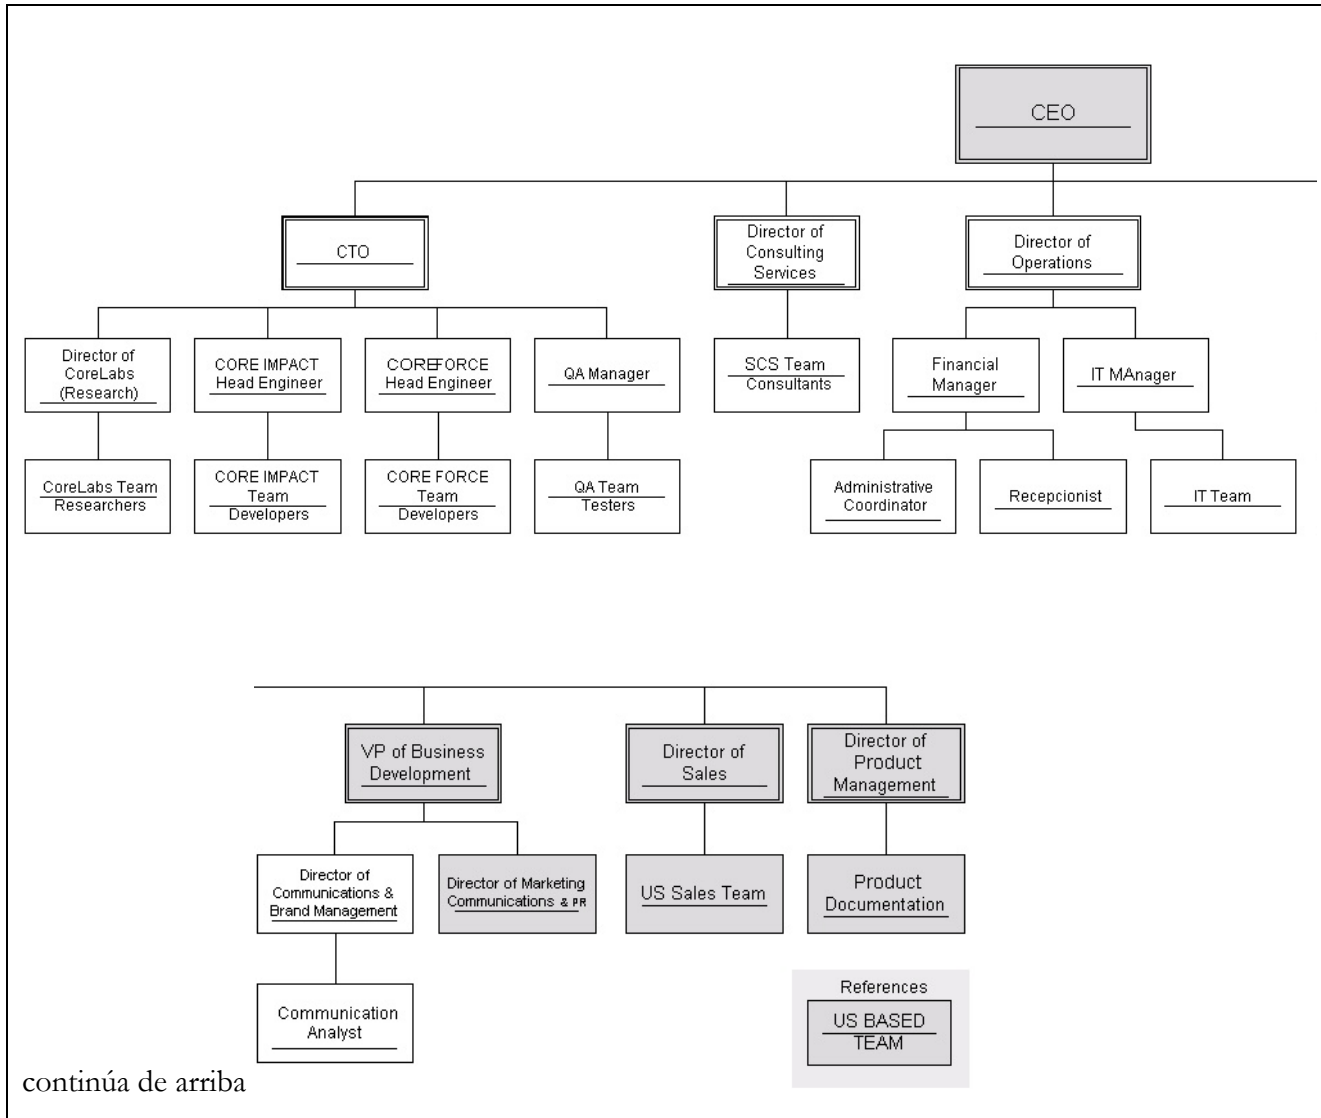 CEO
CTO
Director of
Consulting
Services
Director of
Operations
Director of
CoreLabs
(Research)
CORE IMPACT
Head Engineer
COREFORCE
Head Engineer
QA Manager
SCS Team
Consultants
Financial
Manager
IT MAnager
CoreLabs Team
Researchers
CORE IMPACT
Team
Developers
CORE FORCE
Team
Developers
QA Team
Testers
Administrative
Coordinator
Recepcionist
IT Team
VP of Business
Development
Director of
Sales
Director of
Product
Management
Director of
Communications &
Brand Management
Director of Marketing
Communications & PR
US Sales Team
Product
Documentation
Communication
Analyst
References
US BASED
TEAM
continúa de arriba